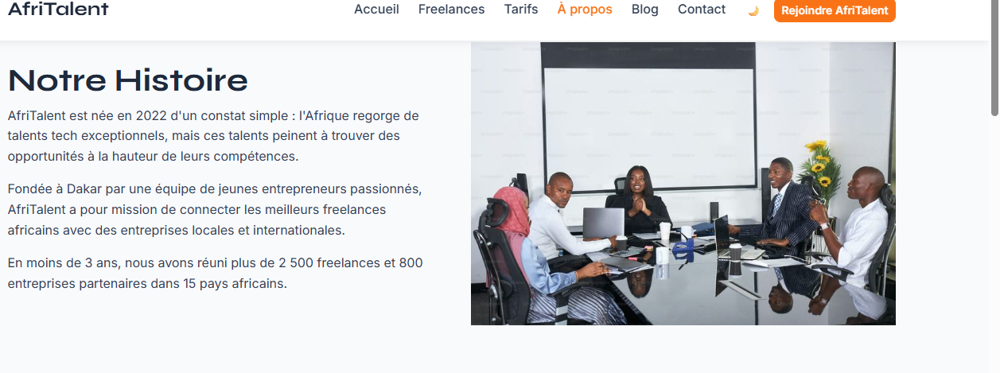 AfriTalent
Accueil Freelances Tarifs À propos Blog Contact Rejoindre AfriTalent
Notre Histoire
AfriTalent est née en 2022 d'un constat simple : l'Afrique regorge de
talents tech exceptionnels, mais ces talents peinent à trouver des
opportunités à la hauteur de leurs compétences.
Fondée à Dakar par une équipe de jeunes entrepreneurs passionnés,
AfriTalent a pour mission de connecter les meilleurs freelances
africains avec des entreprises locales et internationales.
En moins de 3 ans, nous avons réuni plus de 2 500 freelances et 800
entreprises partenaires dans 15 pays africains.